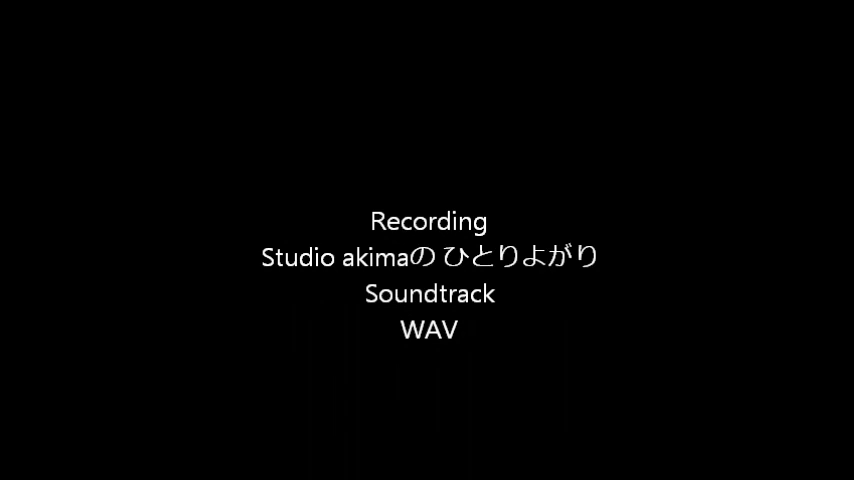 Recording
Studio akimaの ひとりよがり
Soundtrack
WAV